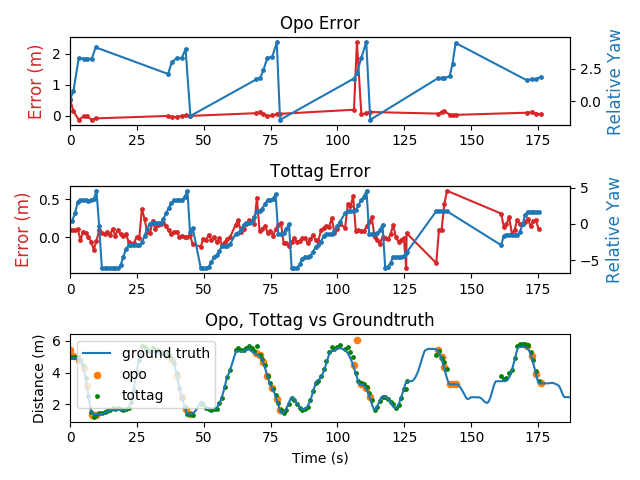 Opo Error
Error (m)
2
1
0
2.5
0.0
Relative Yaw
0 25 50 75 100 125 150 175
Tottag Error
Error (m)
0.5
0.0
5
0
−5
Relative Yaw
0 25 50 75 100 125 150 175
Opo, Tottag vs Groundtruth
Distance (m)
6
4
2
ground truth
opo
tottag
0 25 50 75 100 125 150 175
Time (s)